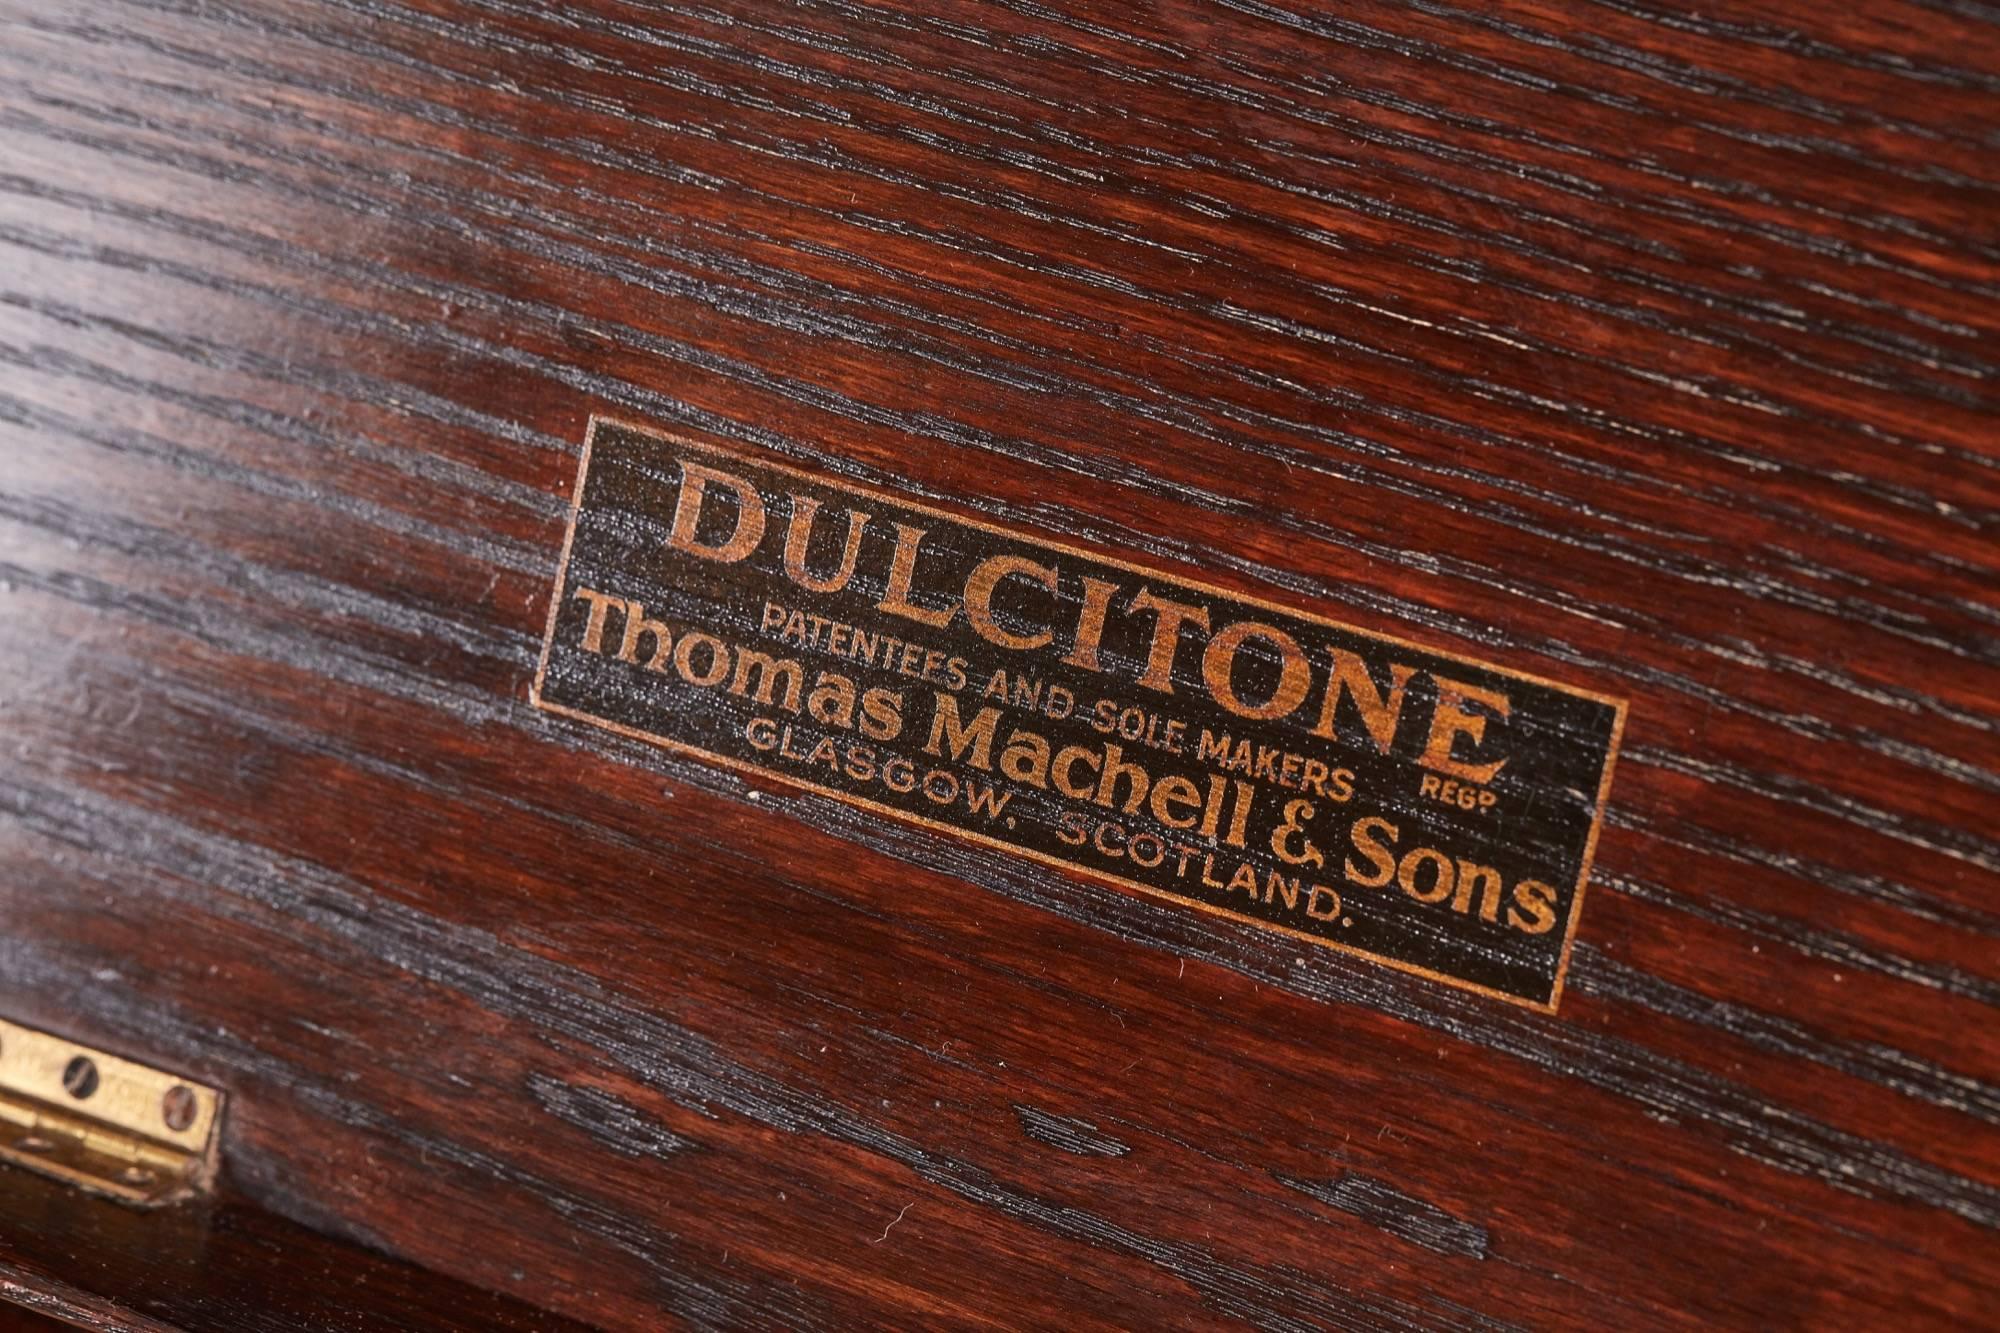 DULCITONE
REGD
PATENTEES AND SOLE MAKERS
Thomas Machell & Sons
GLASGOW, SCOTLAND.